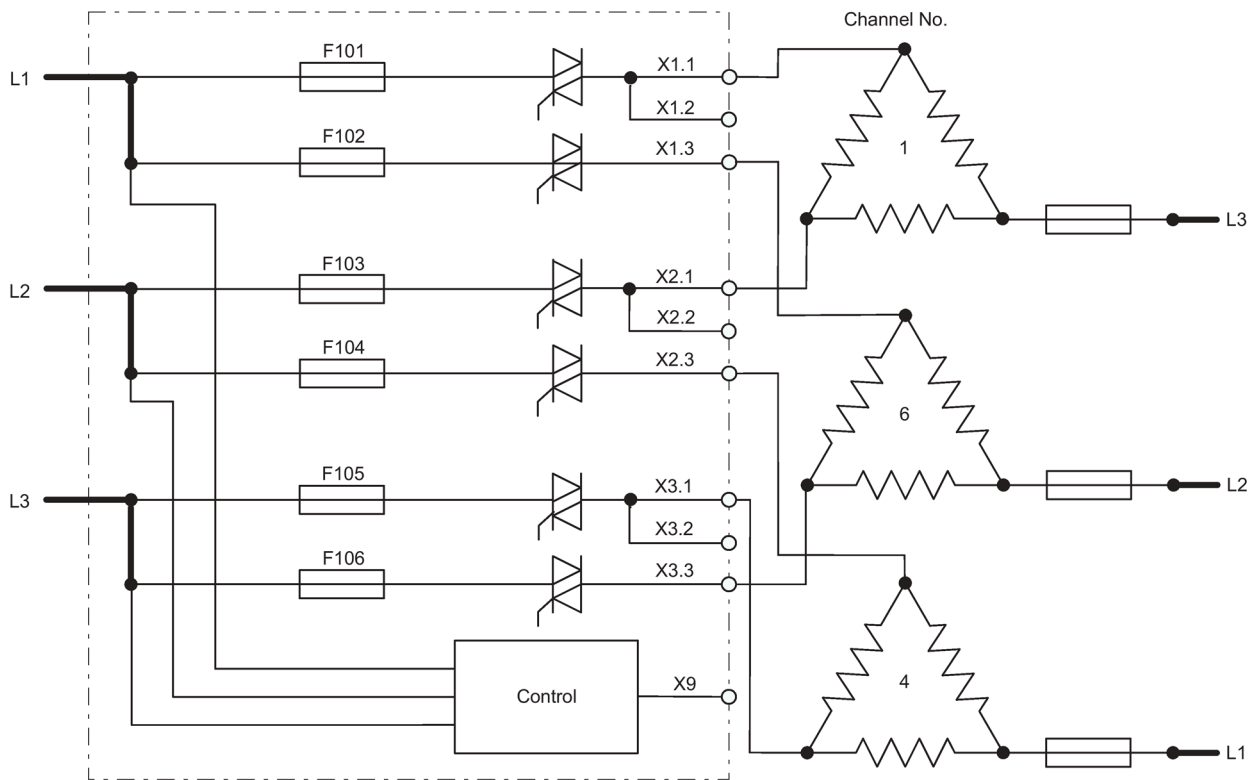 Channel No.
F101
L1
X1.1
X1.2
F102
X1.3
1
L3
F103
L2
X2.1
X2.2
F104
X2.3
6
F105
L3
X3.1
L2
X3.2
F106
X3.3
4
Control
X9
L1